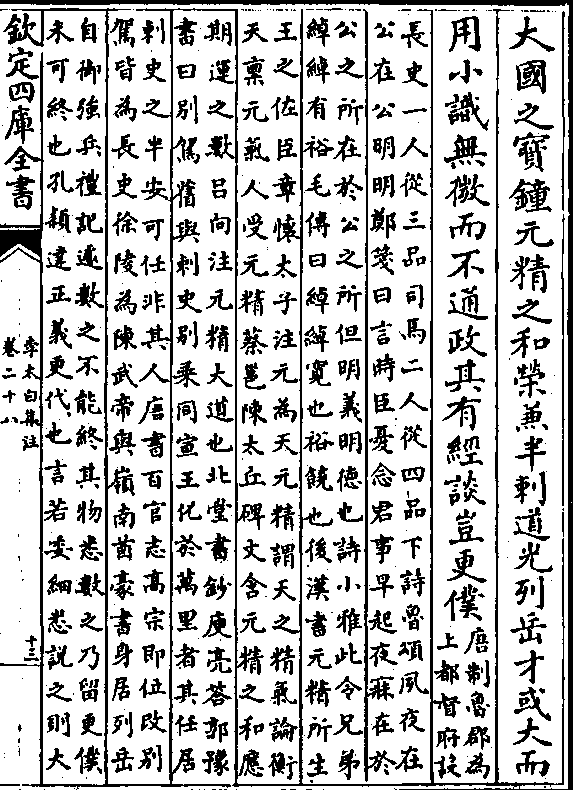 大國之寳鐘元精之和榮兼半刺道光列岳才或大而
用小識無微而不通政其有經談豈更僕
唐制魯郡為
上都督府設
長史一人從三品司馬二人從四品下詩魯頌夙夜在
公在公明明鄭箋曰言時臣憂念君事早起夜寐在於
公之所在於公之所但明義明德也詩小雅此令兄弟
綽綽有裕毛傳曰綽綽寛也裕饒也後漢書元精所生
王之佐臣章懷太子注元為天元精謂天之精氣論衡
天禀元氣人受元精蔡邕陳太丘碑文含元精之和應
期運之數吕向注元精大道也北堂書鈔庾亮答郭豫
書曰别駕舊與刺史别乘同宣王化於萬里者其任居
刺史之半安可任非其人唐書百官志高宗即位改别
駕皆為長史徐陵為陳武帝與嶺南酋豪書身居列岳
自御強兵禮記遽數之不能終其物悉數之乃留更僕
未可終也孔頴達正義更代也言若委細悉說之則大
欽定四庫全書
李太白集注
卷二十八
十三